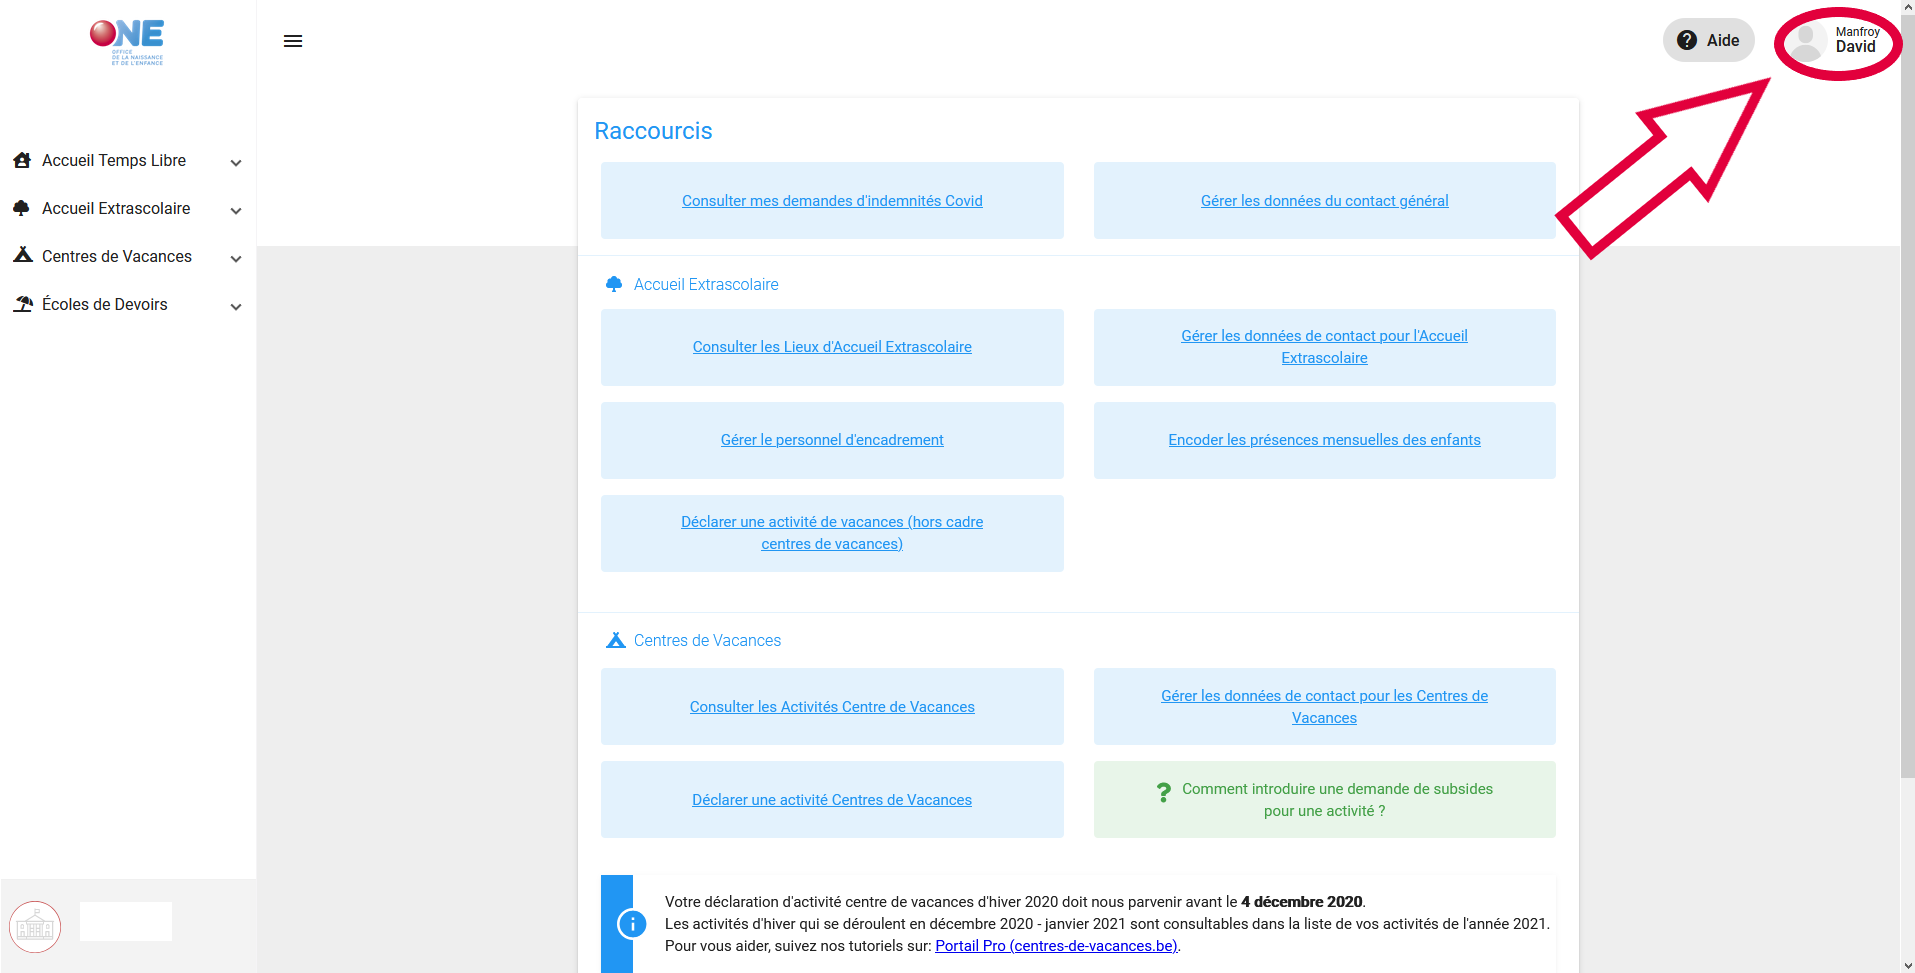 ONE
OFFICE
DE LA NAISSANCE
ET DE L'ENFANCE
Aide
Manfroy
David
Accueil Temps Libre
Accueil Extrascolaire
Centres de Vacances
Écoles de Devoirs
Raccourcis
Consulter mes demandes d'indemnités Covid
Gérer les données du contact général
Accueil Extrascolaire
Consulter les Lieux d'Accueil Extrascolaire
Gérer les données de contact pour l'Accueil
Extrascolaire
Gérer le personnel d'encadrement
Encoder les présences mensuelles des enfants
Déclarer une activité de vacances (hors cadre
centres de vacances)
Centres de Vacances
Consulter les Activités Centre de Vacances
Gérer les données de contact pour les Centres de
Vacances
Déclarer une activité Centres de Vacances
Comment introduire une demande de subsides
pour une activité ?
Votre déclaration d'activité centre de vacances d'hiver 2020 doit nous parvenir avant le 4 décembre 2020.
Les activités d'hiver qui se déroulent en décembre 2020 - janvier 2021 sont consultables dans la liste de vos activités de l'année 2021.
Pour vous aider, suivez nos tutoriels sur: Portail Pro (centres-de-vacances.be).